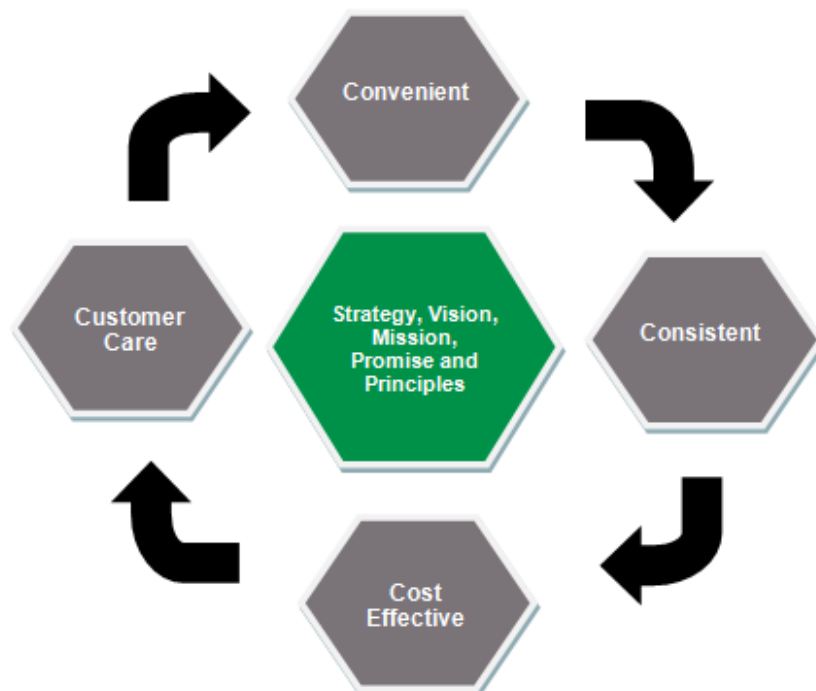 Convenient
Customer
Care
Strategy, Vision,
Mission,
Promise and
Principles
Consistent
Cost
Effective